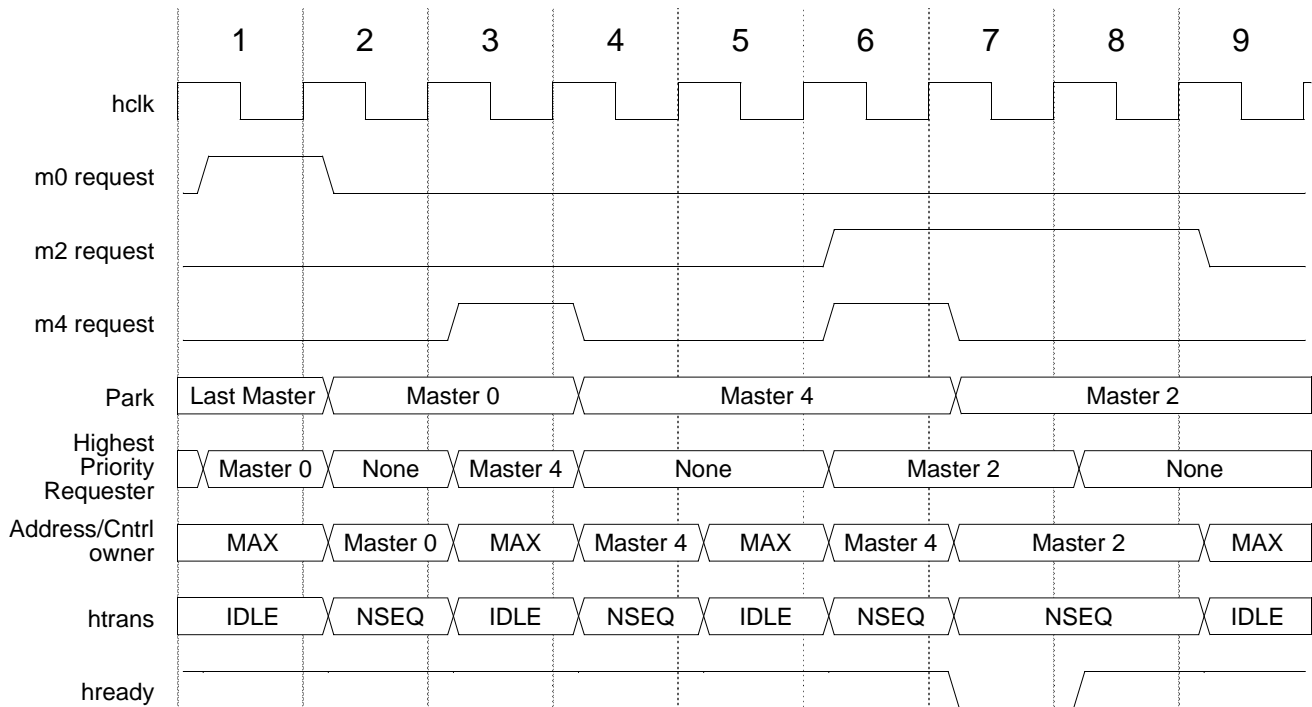 1 2 3 4 5 6 7 8 9
hclk
m0 request
m2 request
m4 request
Park Last Master Master 0 Master 4 Master 2
Highest
Priority
Requester
Master 0 None Master 4 None Master 2 None
Address/Cntrl
owner
MAX Master 0 MAX Master 4 MAX Master 4 Master 2 MAX
htrans IDLE NSEQ IDLE NSEQ IDLE NSEQ NSEQ IDLE
hready